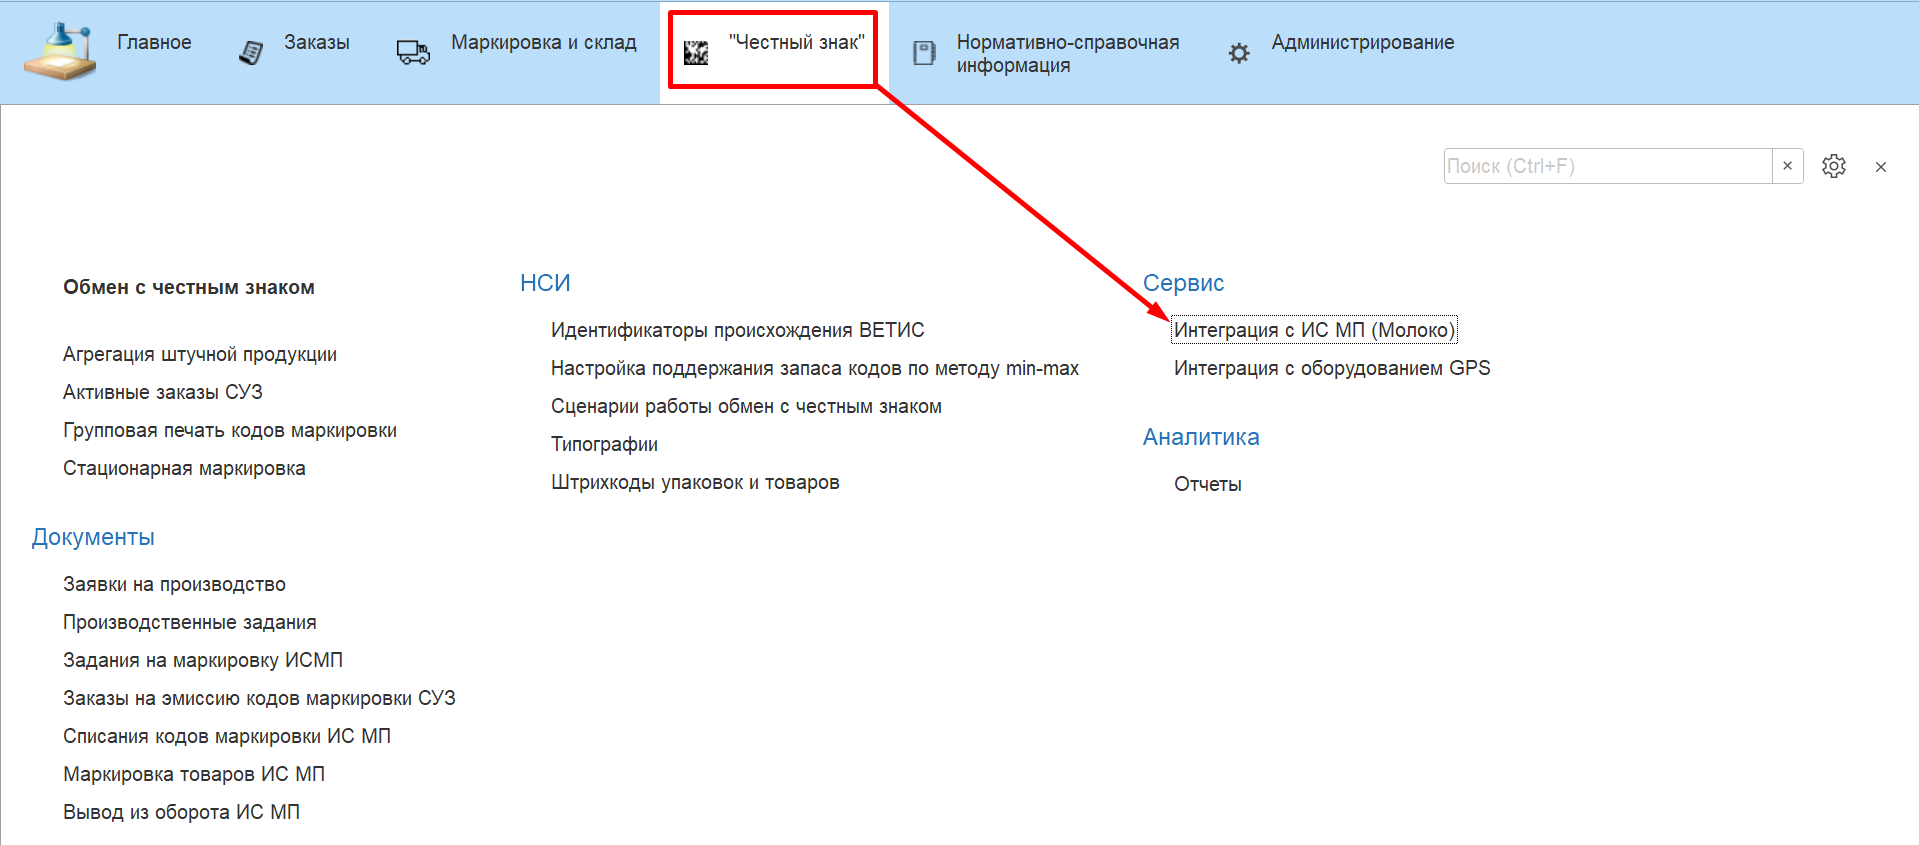 Главное
Заказы
Маркировка и склад
"Честный знак"
Нормативно-справочная
информация
Администрирование
Поиск (Ctrl+F)
Обмен с честным знаком
Агрегация штучной продукции
Активные заказы СУЗ
Групповая печать кодов маркировки
Стационарная маркировка
Документы
Заявки на производство
Производственные задания
Задания на маркировку ИСМП
Заказы на эмиссию кодов маркировки СУЗ
Списания кодов маркировки ИС МП
Маркировка товаров ИС МП
Вывод из оборота ИС МП
НСИ
Идентификаторы происхождения ВЕТИС
Настройка поддержания запаса кодов по методу min-max
Сценарии работы обмен с честным знаком
Типографии
Штрихкоды упаковок и товаров
Сервис
Интеграция с ИС МП (Молоко)
Интеграция с оборудованием GPS
Аналитика
Отчеты